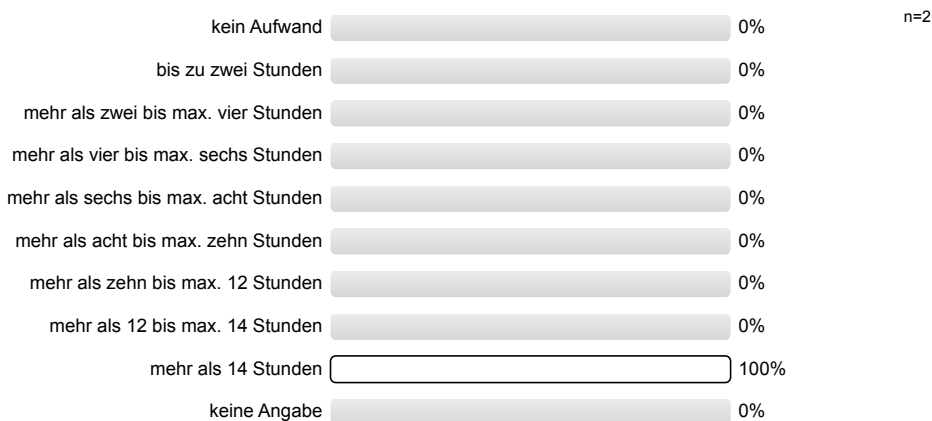 kein Aufwand 0% n=2
bis zu zwei Stunden 0%
mehr als zwei bis max. vier Stunden 0%
mehr als vier bis max. sechs Stunden 0%
mehr als sechs bis max. acht Stunden 0%
mehr als acht bis max. zehn Stunden 0%
mehr als zehn bis max. 12 Stunden 0%
mehr als 12 bis max. 14 Stunden 0%
mehr als 14 Stunden 100%
keine Angabe 0%